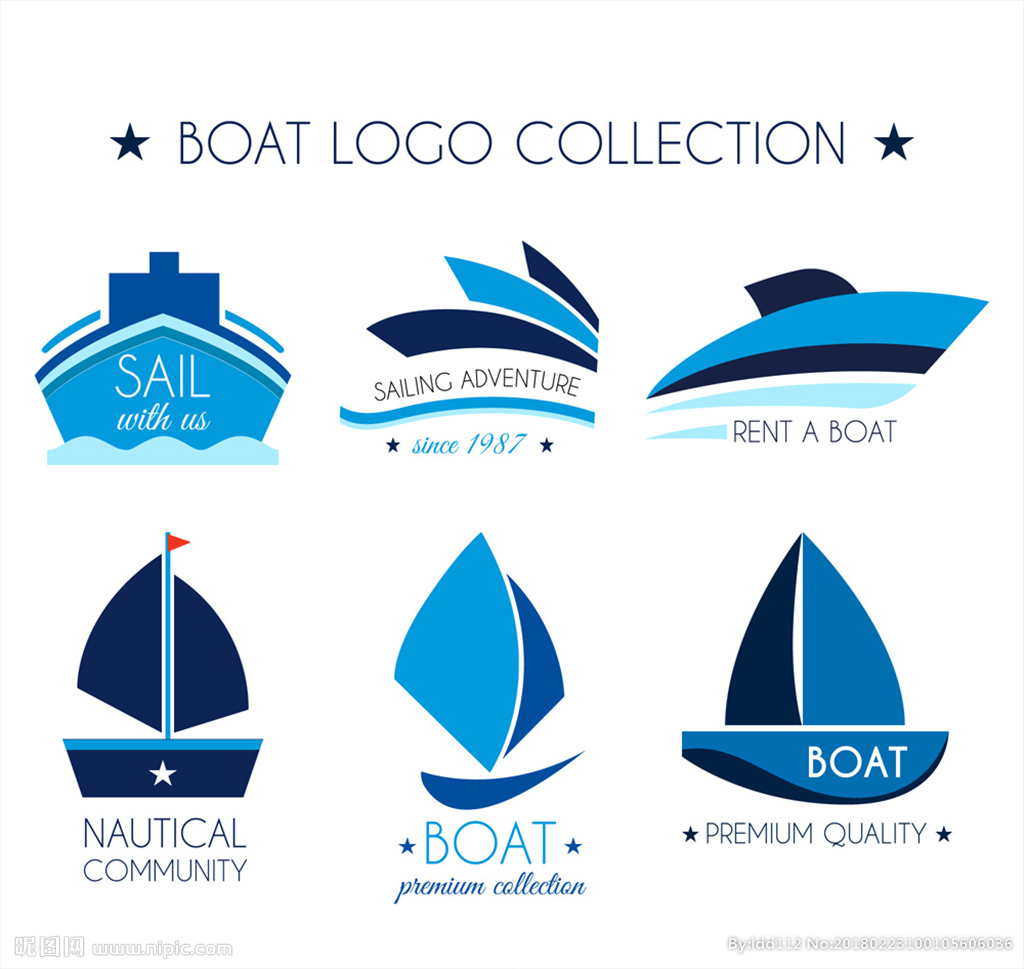 BOAT LOGO COLLECTION
SAIL
with us
SAILING ADVENTURE
since 1987
RENT A BOAT
NAUTICAL
COMMUNITY
BOAT
premium collection
BOAT
PREMIUM QUALITY
昵图网 www.nipic.com
By:ldd112 No:20180223100105606036